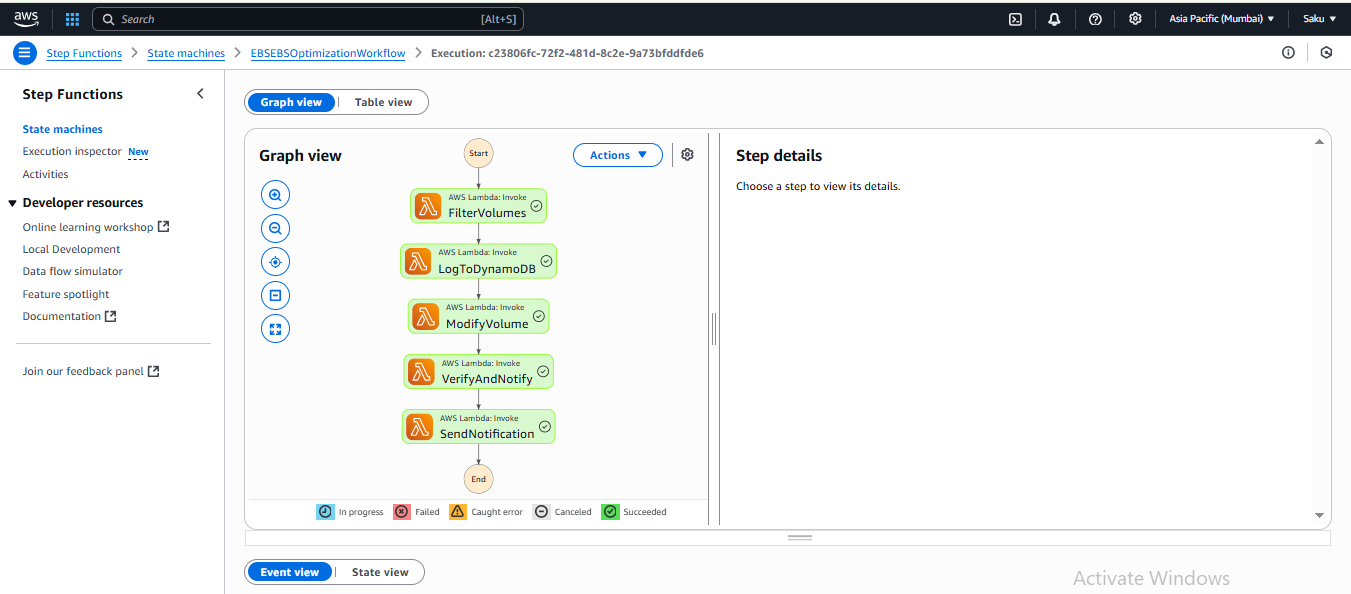 aws
Search [Alt+S]
Asia Pacific (Mumbai) ▼
Saku ▼
Step Functions > State machines > EBSEBSOptimizationWorkflow > Execution: c23806fc-72f2-481d-8c2e-9a73bfddfde6
Step Functions
State machines
Execution inspector New
Activities
Developer resources
Online learning workshop
Local Development
Data flow simulator
Feature spotlight
Documentation
Join our feedback panel
Graph view | Table view
Graph view
Actions ▼
Start
AWS Lambda: Invoke
FilterVolumes
AWS Lambda: Invoke
LogToDynamoDB
AWS Lambda: Invoke
ModifyVolume
AWS Lambda: Invoke
VerifyAndNotify
AWS Lambda: Invoke
SendNotification
End
In progress Failed Caught error Canceled Succeeded
Step details
Choose a step to view its details.
Event view | State view
Activate Windows